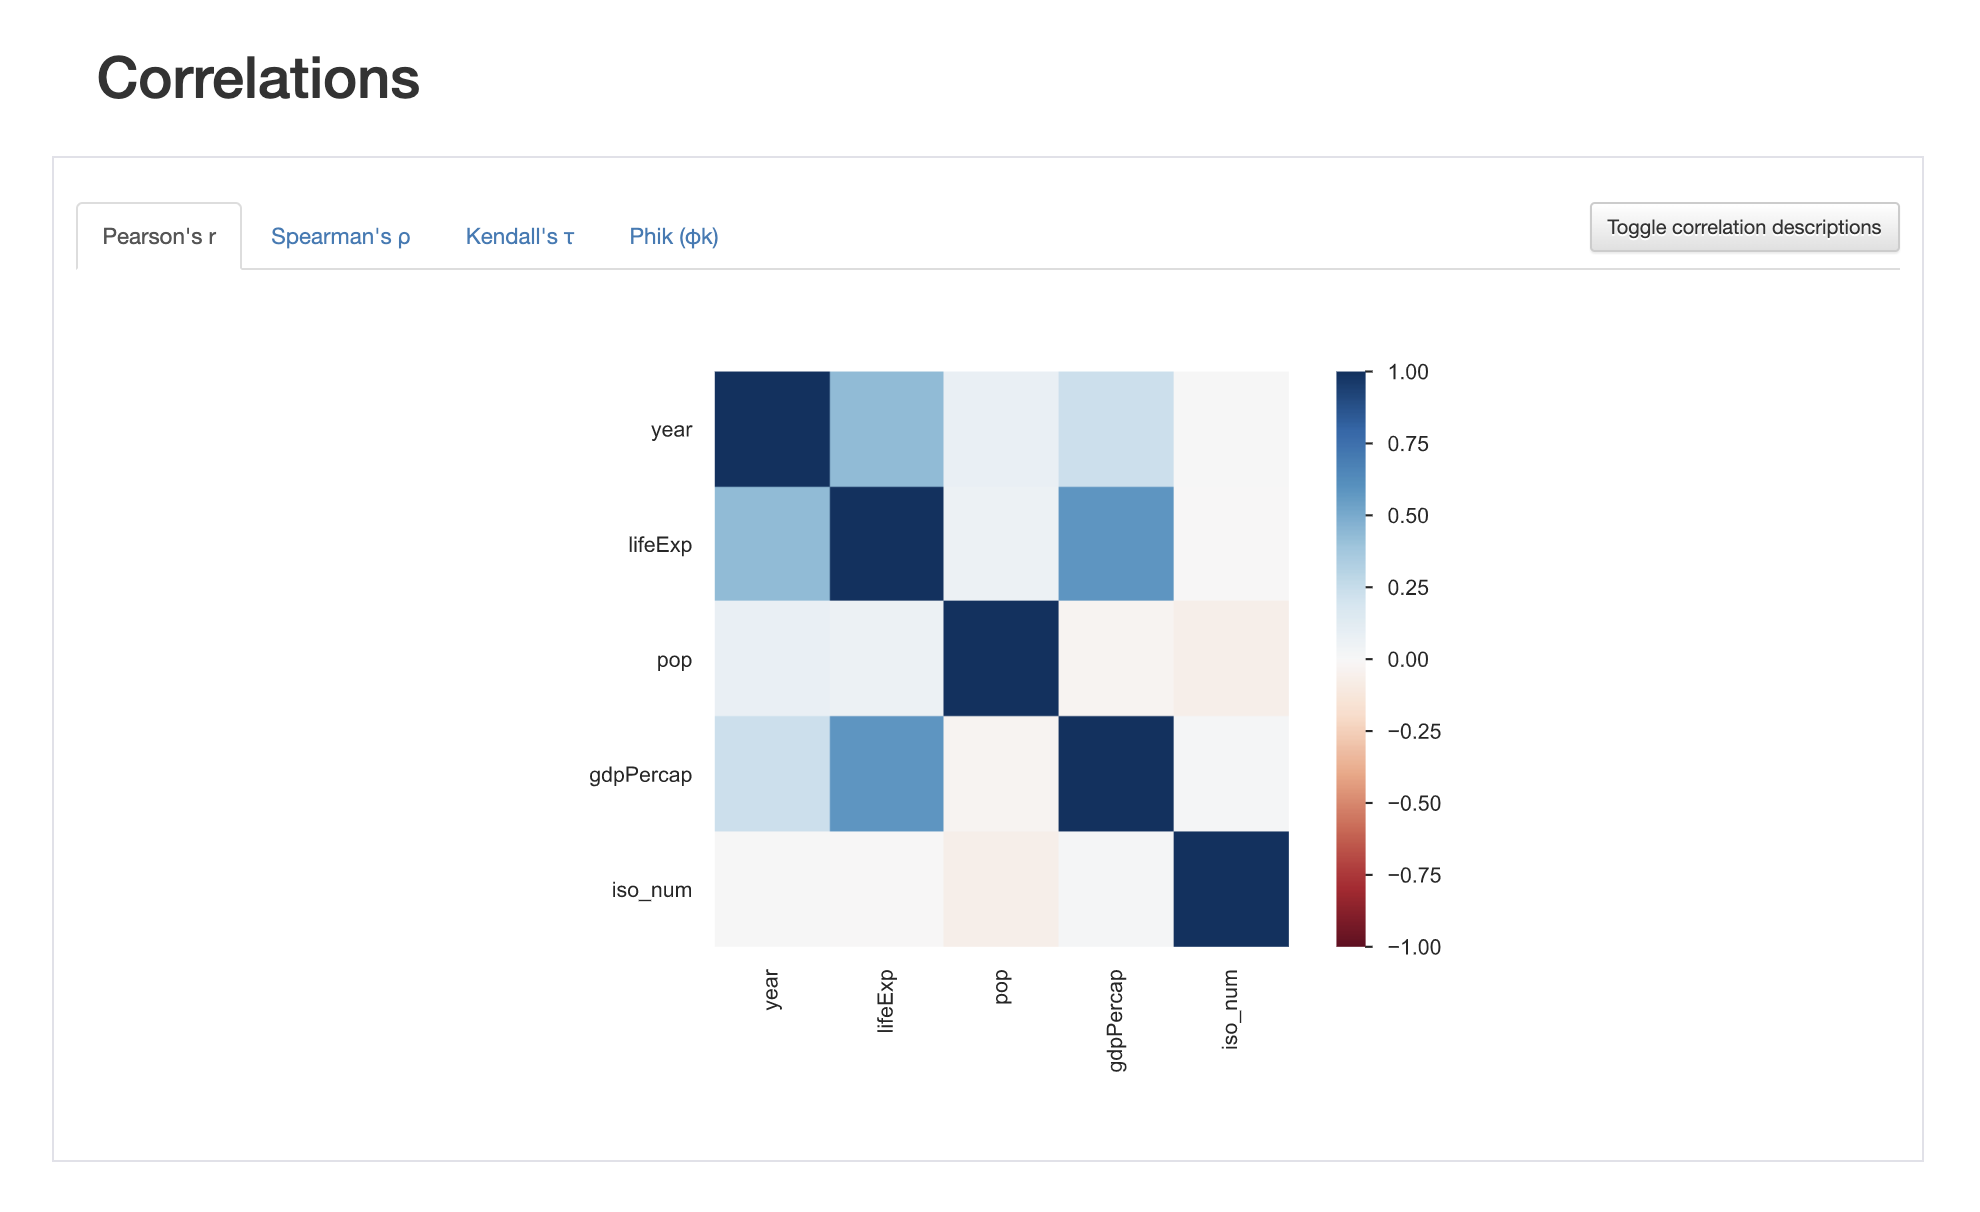 Correlations
Pearson's r Spearman's ρ Kendall's τ Phik (φk) Toggle correlation descriptions
year
lifeExp
pop
gdpPercap
iso_num
year lifeExp pop gdpPercap iso_num
1.00
0.75
0.50
0.25
0.00
−0.25
−0.50
−0.75
−1.00